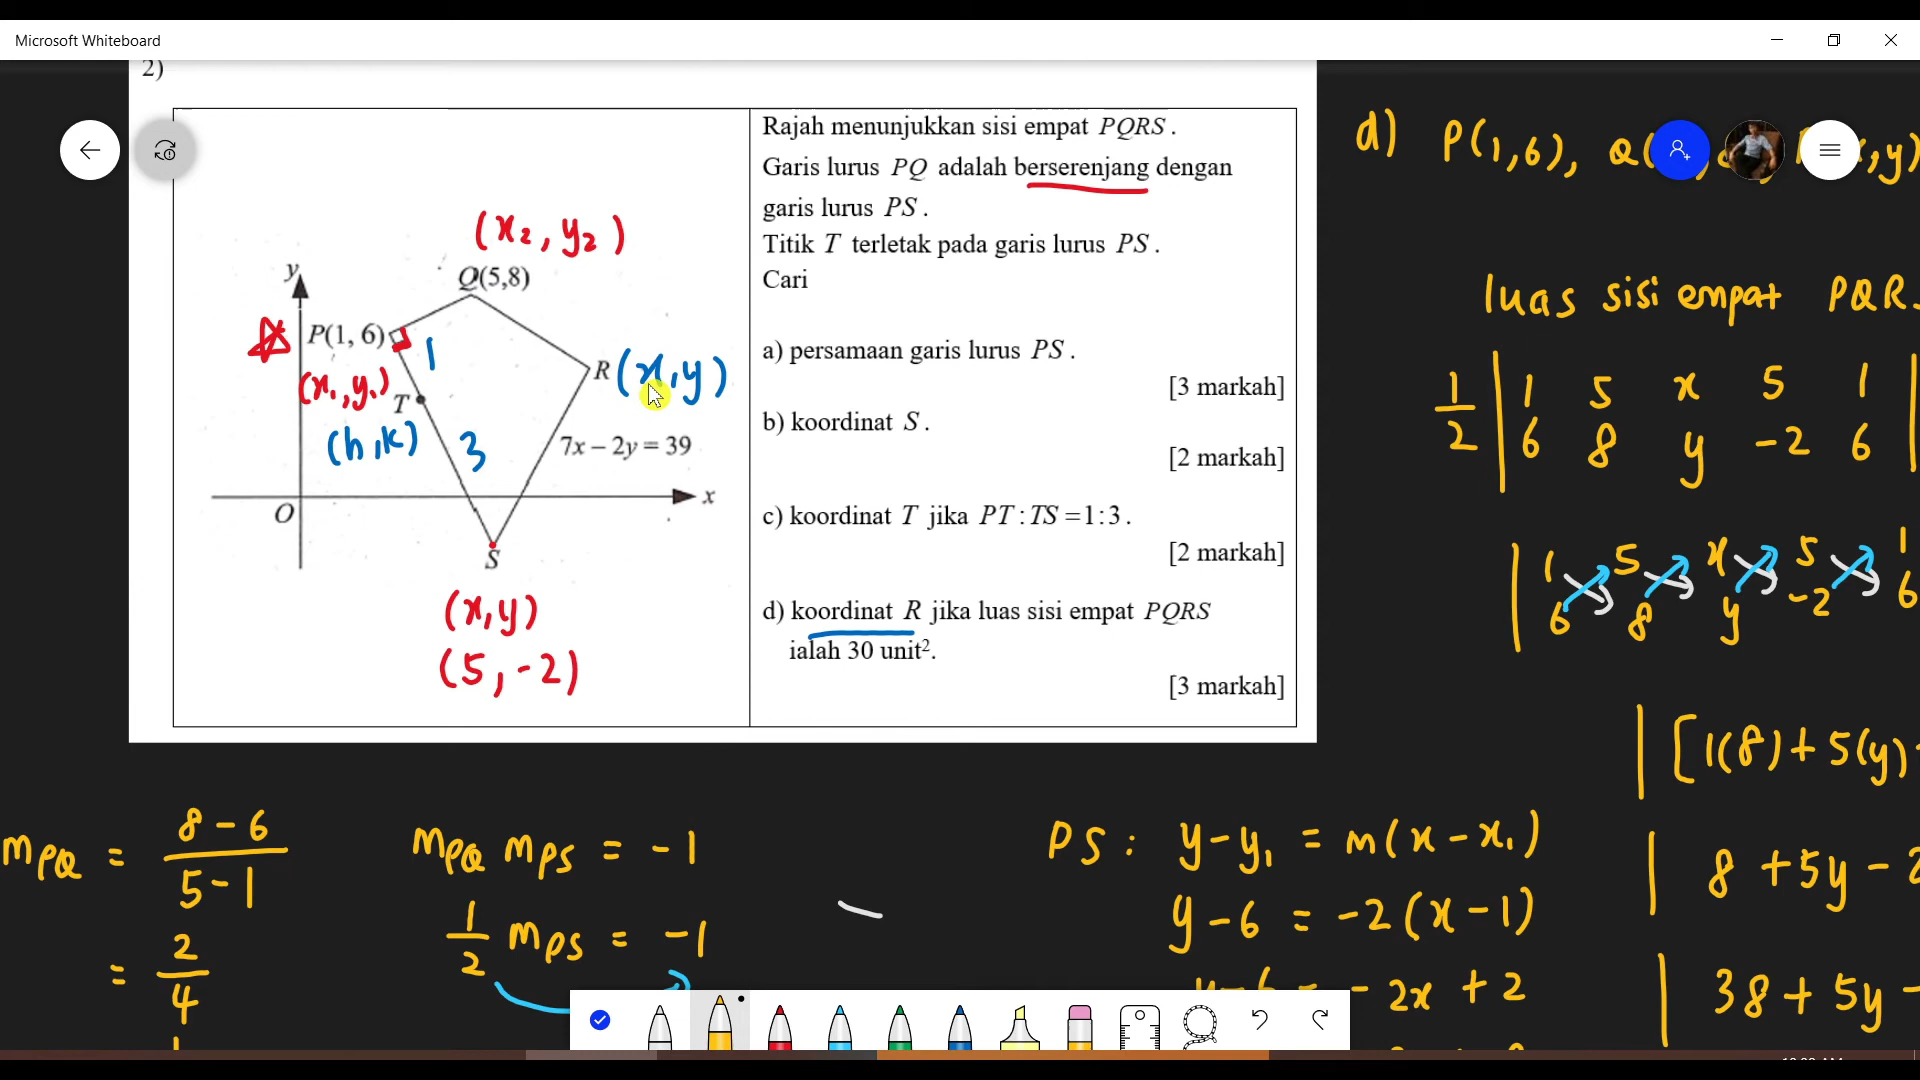 Microsoft Whiteboard
2)
Rajah menunjukkan sisi empat PQRS.
Garis lurus PQ adalah berserenjang dengan
garis lurus PS.
Titik T terletak pada garis lurus PS.
Cari
a) persamaan garis lurus PS.
[3 markah]
b) koordinat S.
[2 markah]
c) koordinat T jika PT:TS=1:3.
[2 markah]
d) koordinat R jika luas sisi empat PQRS
ialah 30 unit².
[3 markah]
(x₂, y₂)
y
Q(5,8)
P(1, 6)
1
R (x,y)
(x₁, y₁)
T
(h,k)
3
7x – 2y = 39
O
x
S
(x,y)
(5, -2)
d) P(1,6), Q(
,y)
luas sisi empat PQR
1/2 | 1 5 x 5 1 |
6 8 y -2 6
| 1 5 x 5 1
6 8 y -2 6
| [1(8) + 5(y)
| 8 + 5y - 2
| 38 + 5y -
mPQ = 8 - 6
5 - 1
= 2/4
1
mPQ mPS = -1
1/2 mPS = -1
PS : y - y₁ = m(x - x₁)
y - 6 = -2(x - 1)
y - 6 = - 2x + 2